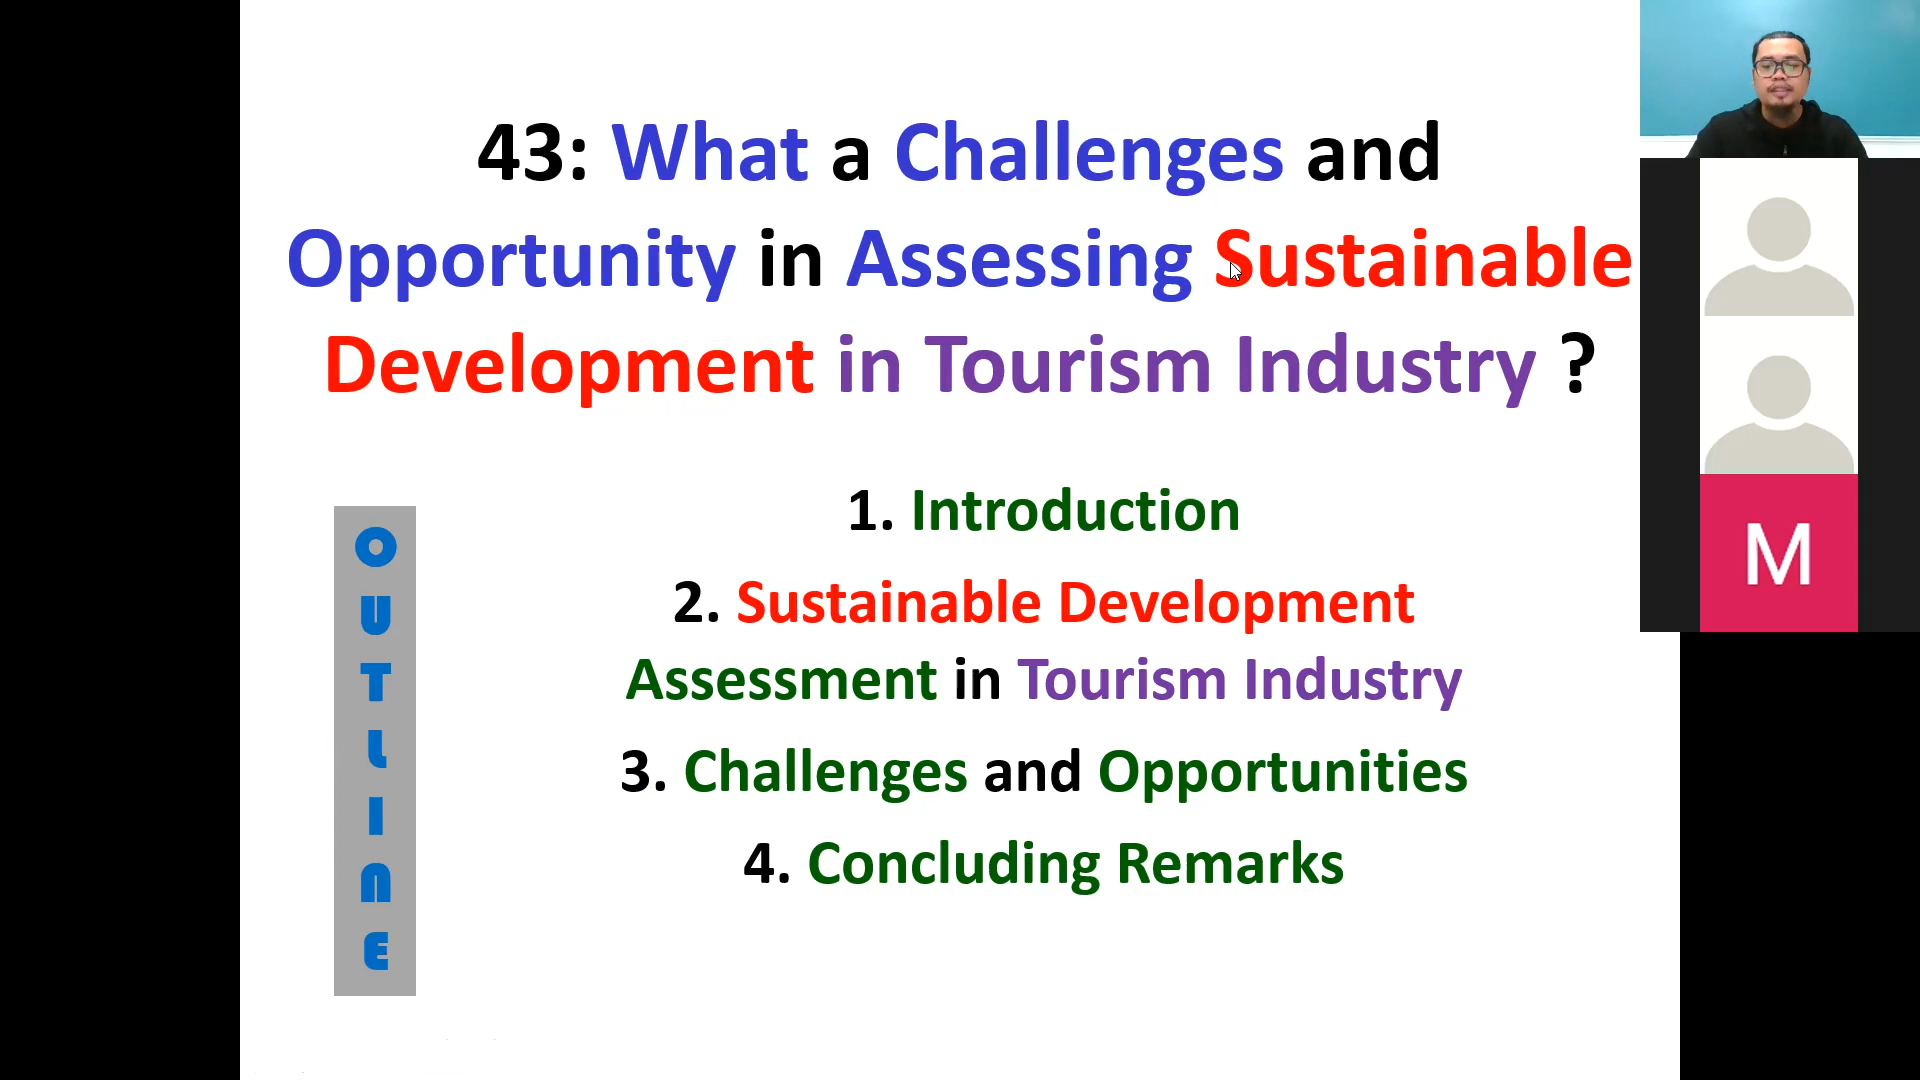 43: What a Challenges and
Opportunity in Assessing Sustainable
Development in Tourism Industry ?
OUTLINE
1. Introduction
2. Sustainable Development
Assessment in Tourism Industry
3. Challenges and Opportunities
4. Concluding Remarks
M